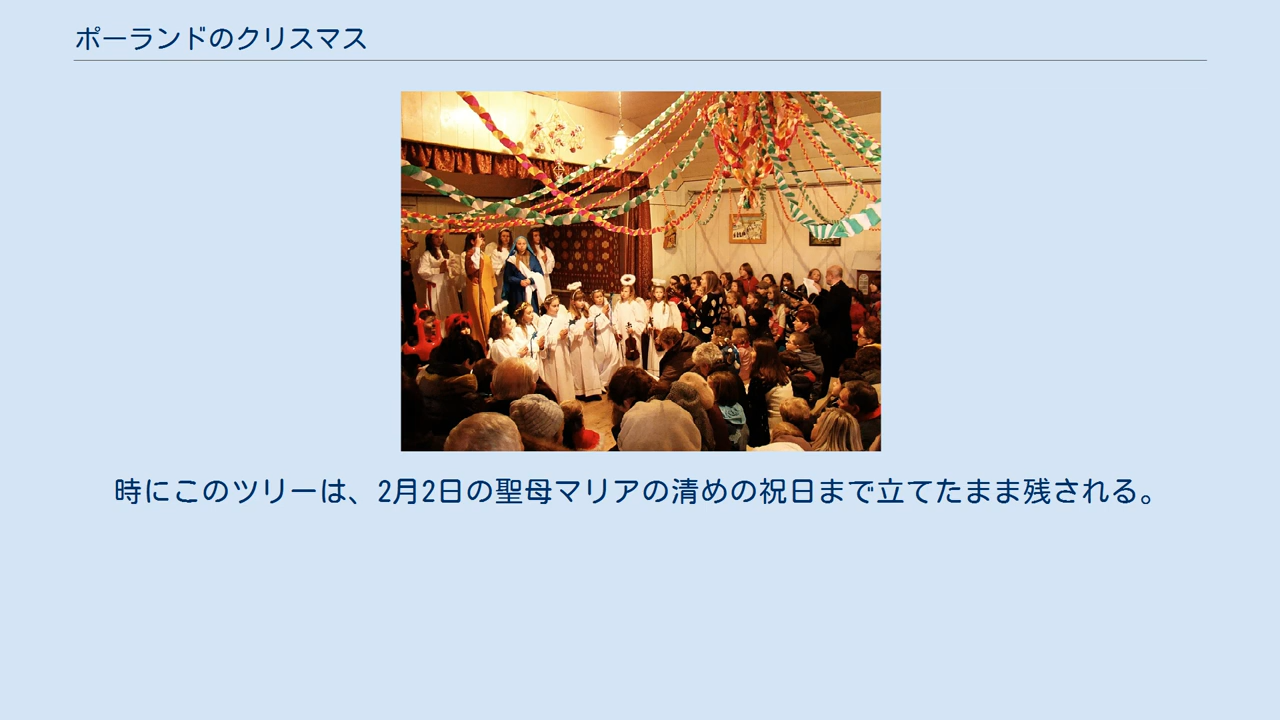 ポーランドのクリスマス
時にこのツリーは、2月2日の聖母マリアの清めの祝日まで立てたまま残される。